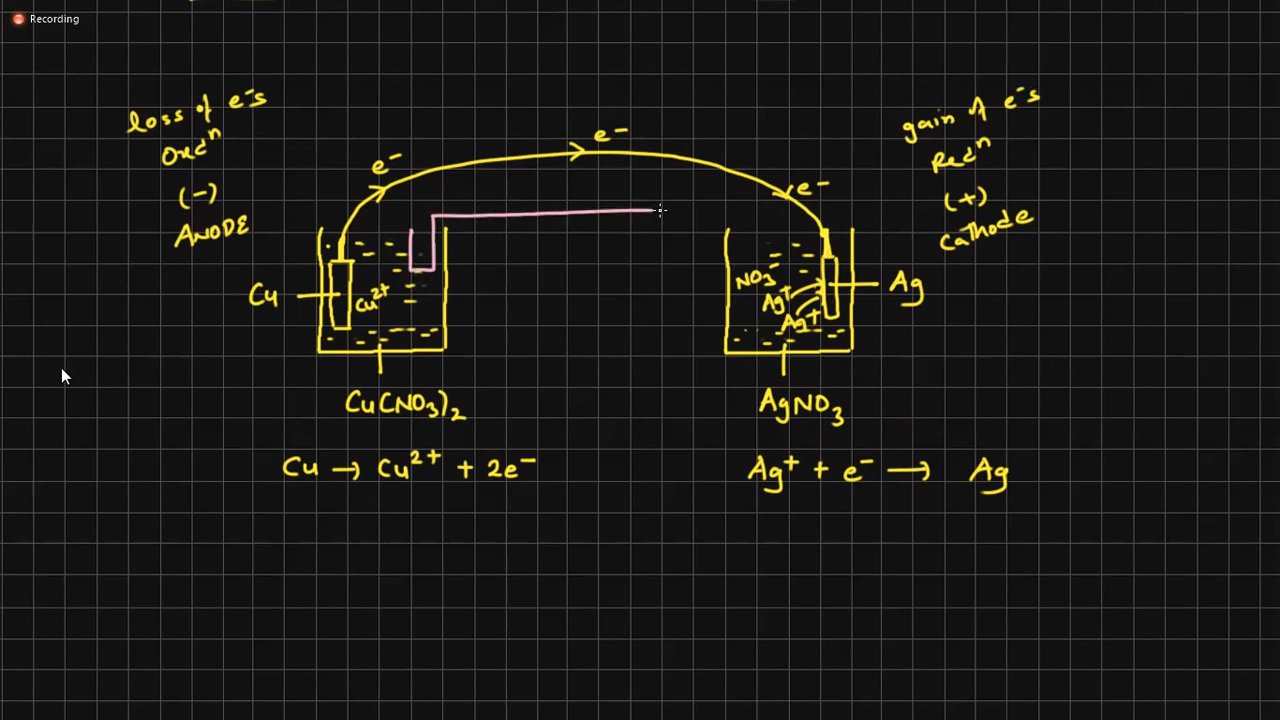 Recording
loss of e⁻s
Oxdⁿ
(-)
ANODE
gain of e⁻s
Redⁿ
(+)
Cathode
e⁻
e⁻
e⁻
Cu
Cu²⁺
NO₃⁻
Ag⁺
Ag⁺
Ag
Cu(NO₃)₂
AgNO₃
Cu → Cu²⁺ + 2e⁻
Ag⁺ + e⁻ → Ag